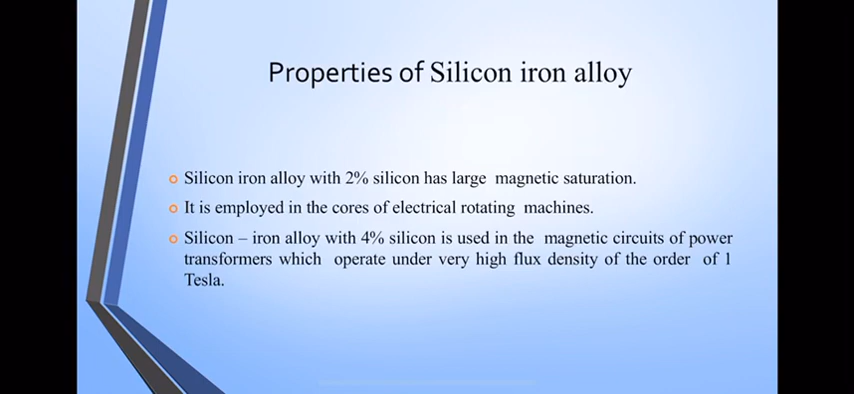 Properties of Silicon iron alloy
Silicon iron alloy with 2% silicon has large magnetic saturation.
It is employed in the cores of electrical rotating machines.
Silicon – iron alloy with 4% silicon is used in the magnetic circuits of power
transformers which operate under very high flux density of the order of 1
Tesla.